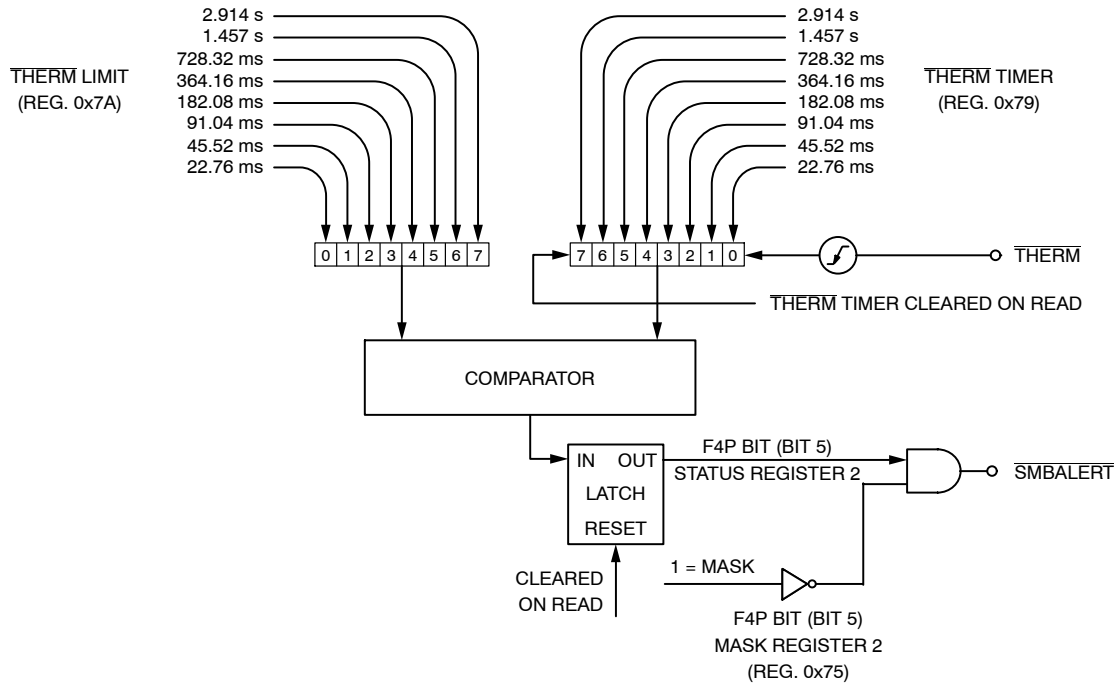 2.914 s
1.457 s
728.32 ms
364.16 ms
182.08 ms
91.04 ms
45.52 ms
22.76 ms
THERM LIMIT
(REG. 0x7A)
0 1 2 3 4 5 6 7
2.914 s
1.457 s
728.32 ms
364.16 ms
182.08 ms
91.04 ms
45.52 ms
22.76 ms
THERM TIMER
(REG. 0x79)
7 6 5 4 3 2 1 0
THERM
THERM TIMER CLEARED ON READ
COMPARATOR
IN OUT
LATCH
RESET
F4P BIT (BIT 5)
STATUS REGISTER 2
SMBALERT
CLEARED
ON READ
1 = MASK
F4P BIT (BIT 5)
MASK REGISTER 2
(REG. 0x75)